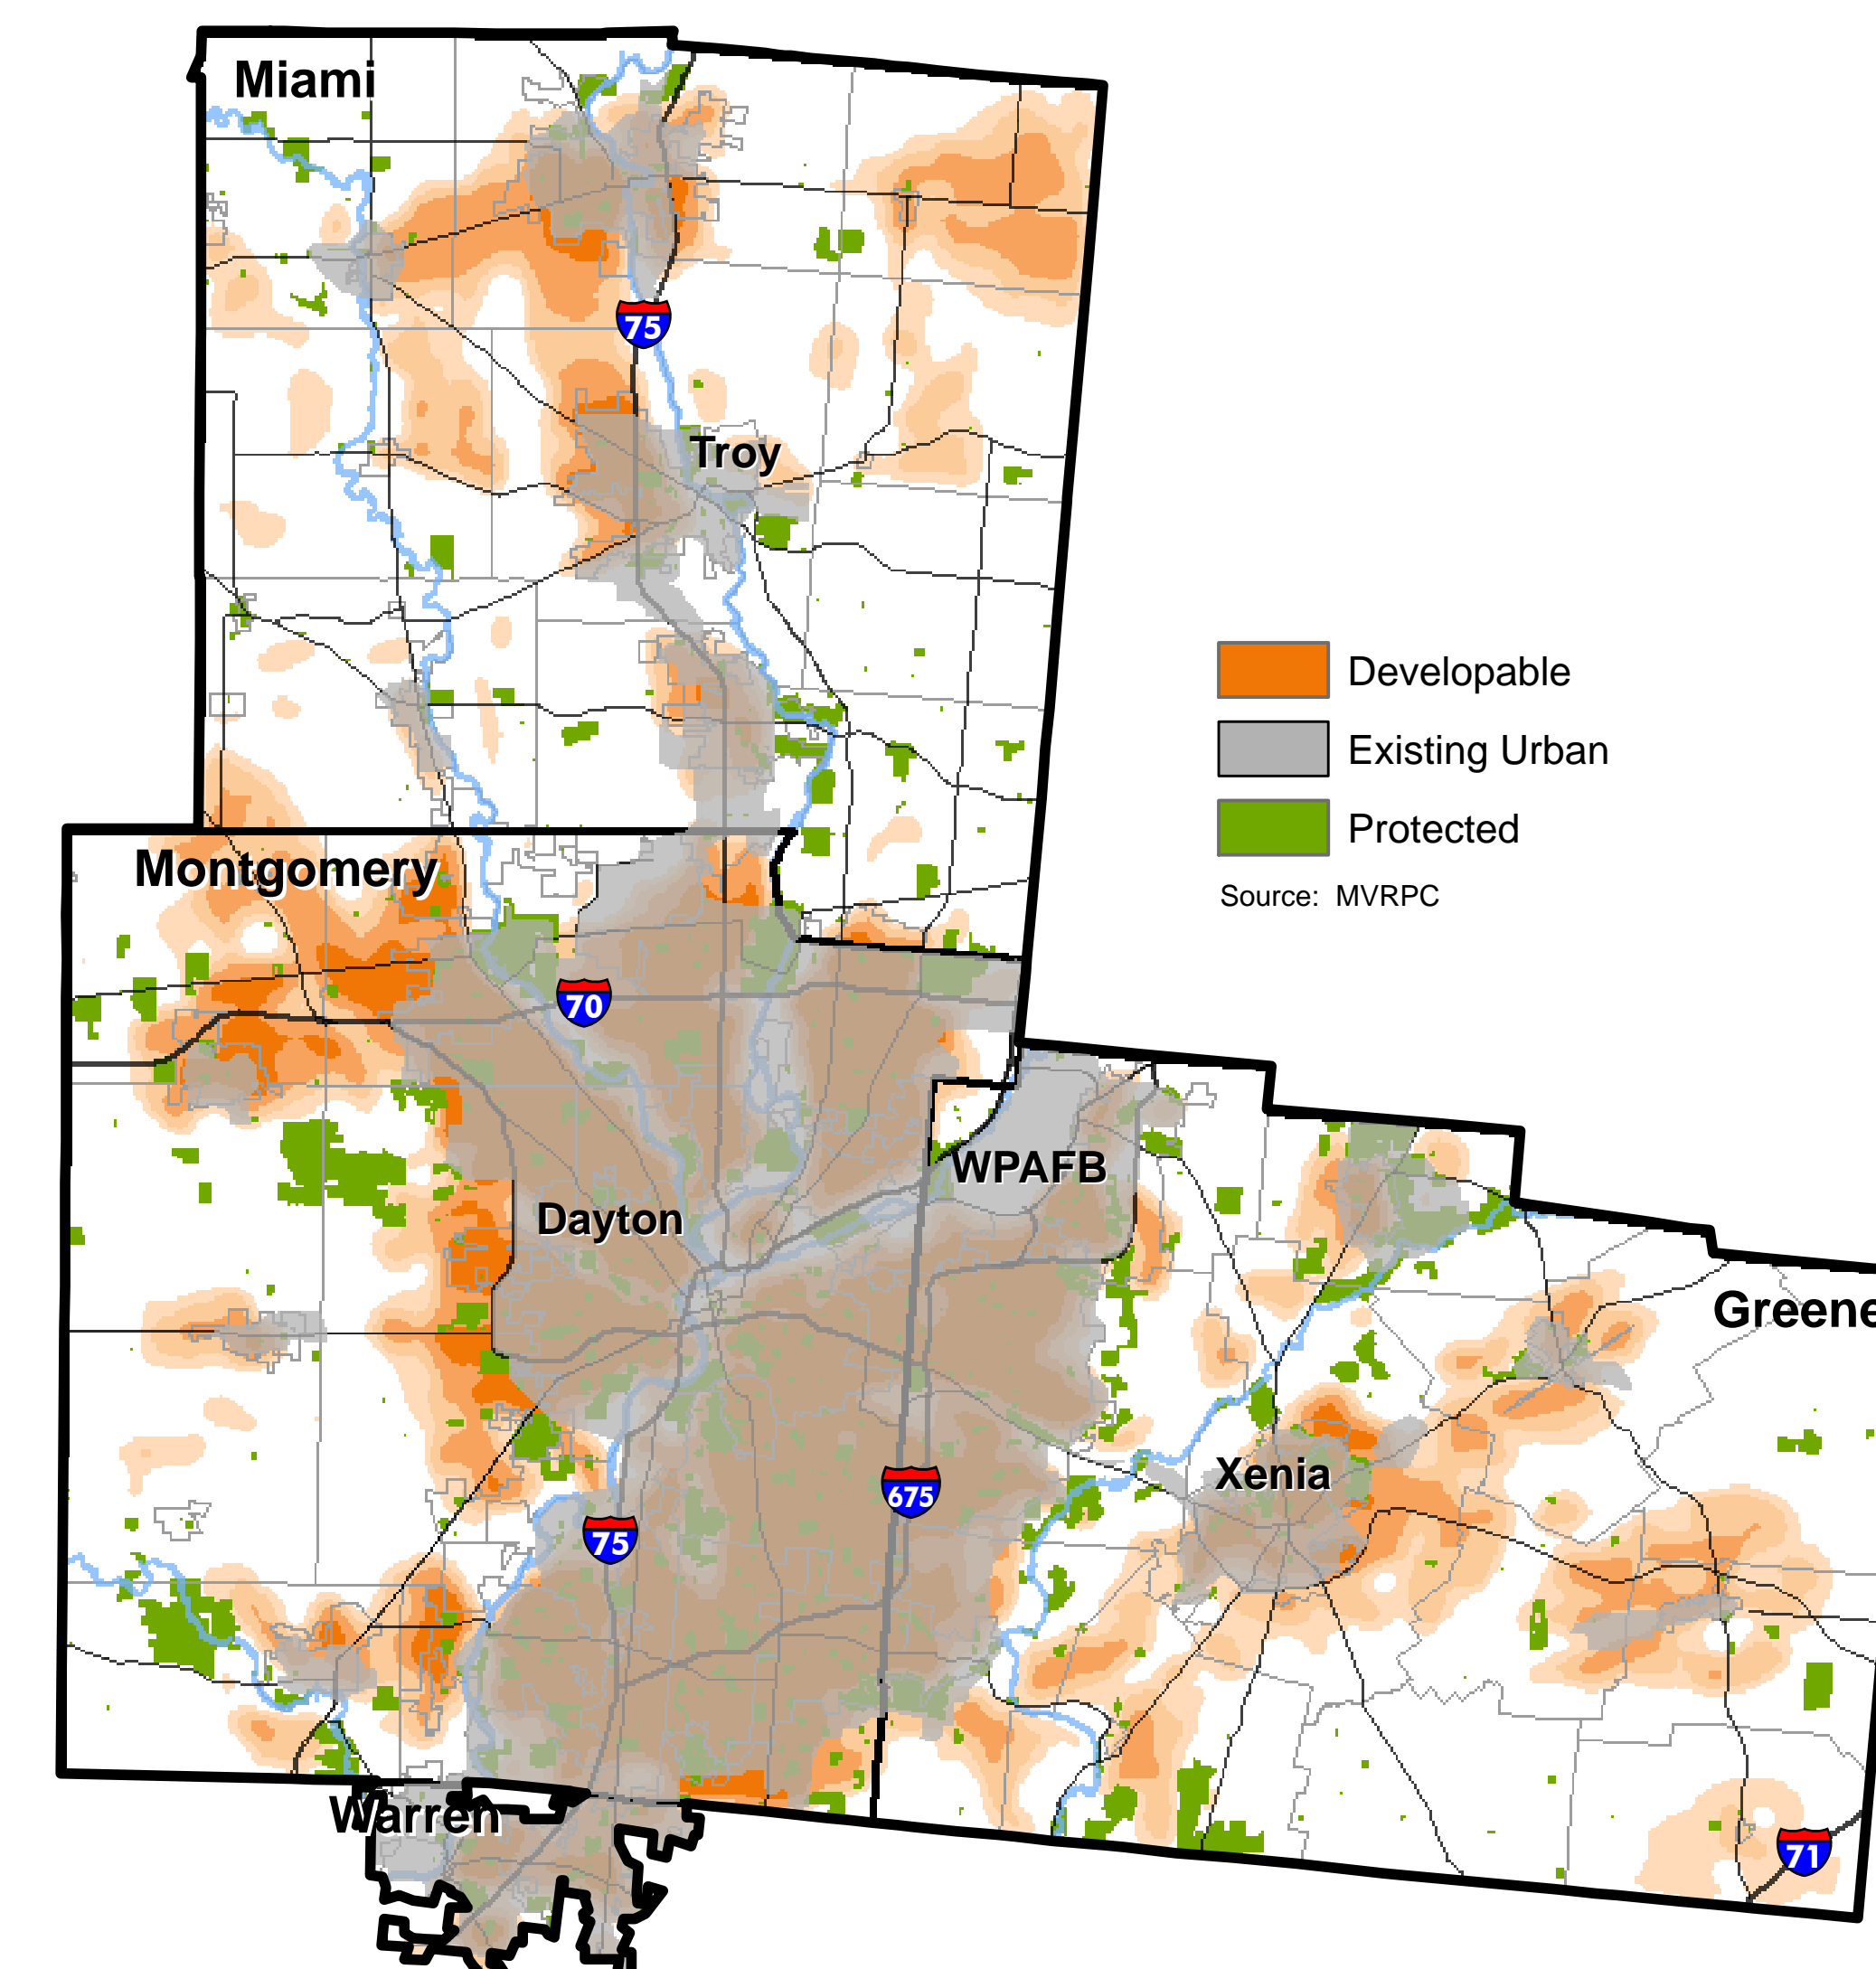 Miami
75
Troy
Developable
Existing Urban
Protected
Source: MVRPC
Montgomery
70
WPAFB
Dayton
Greene
Xenia
675
75
Warren
71